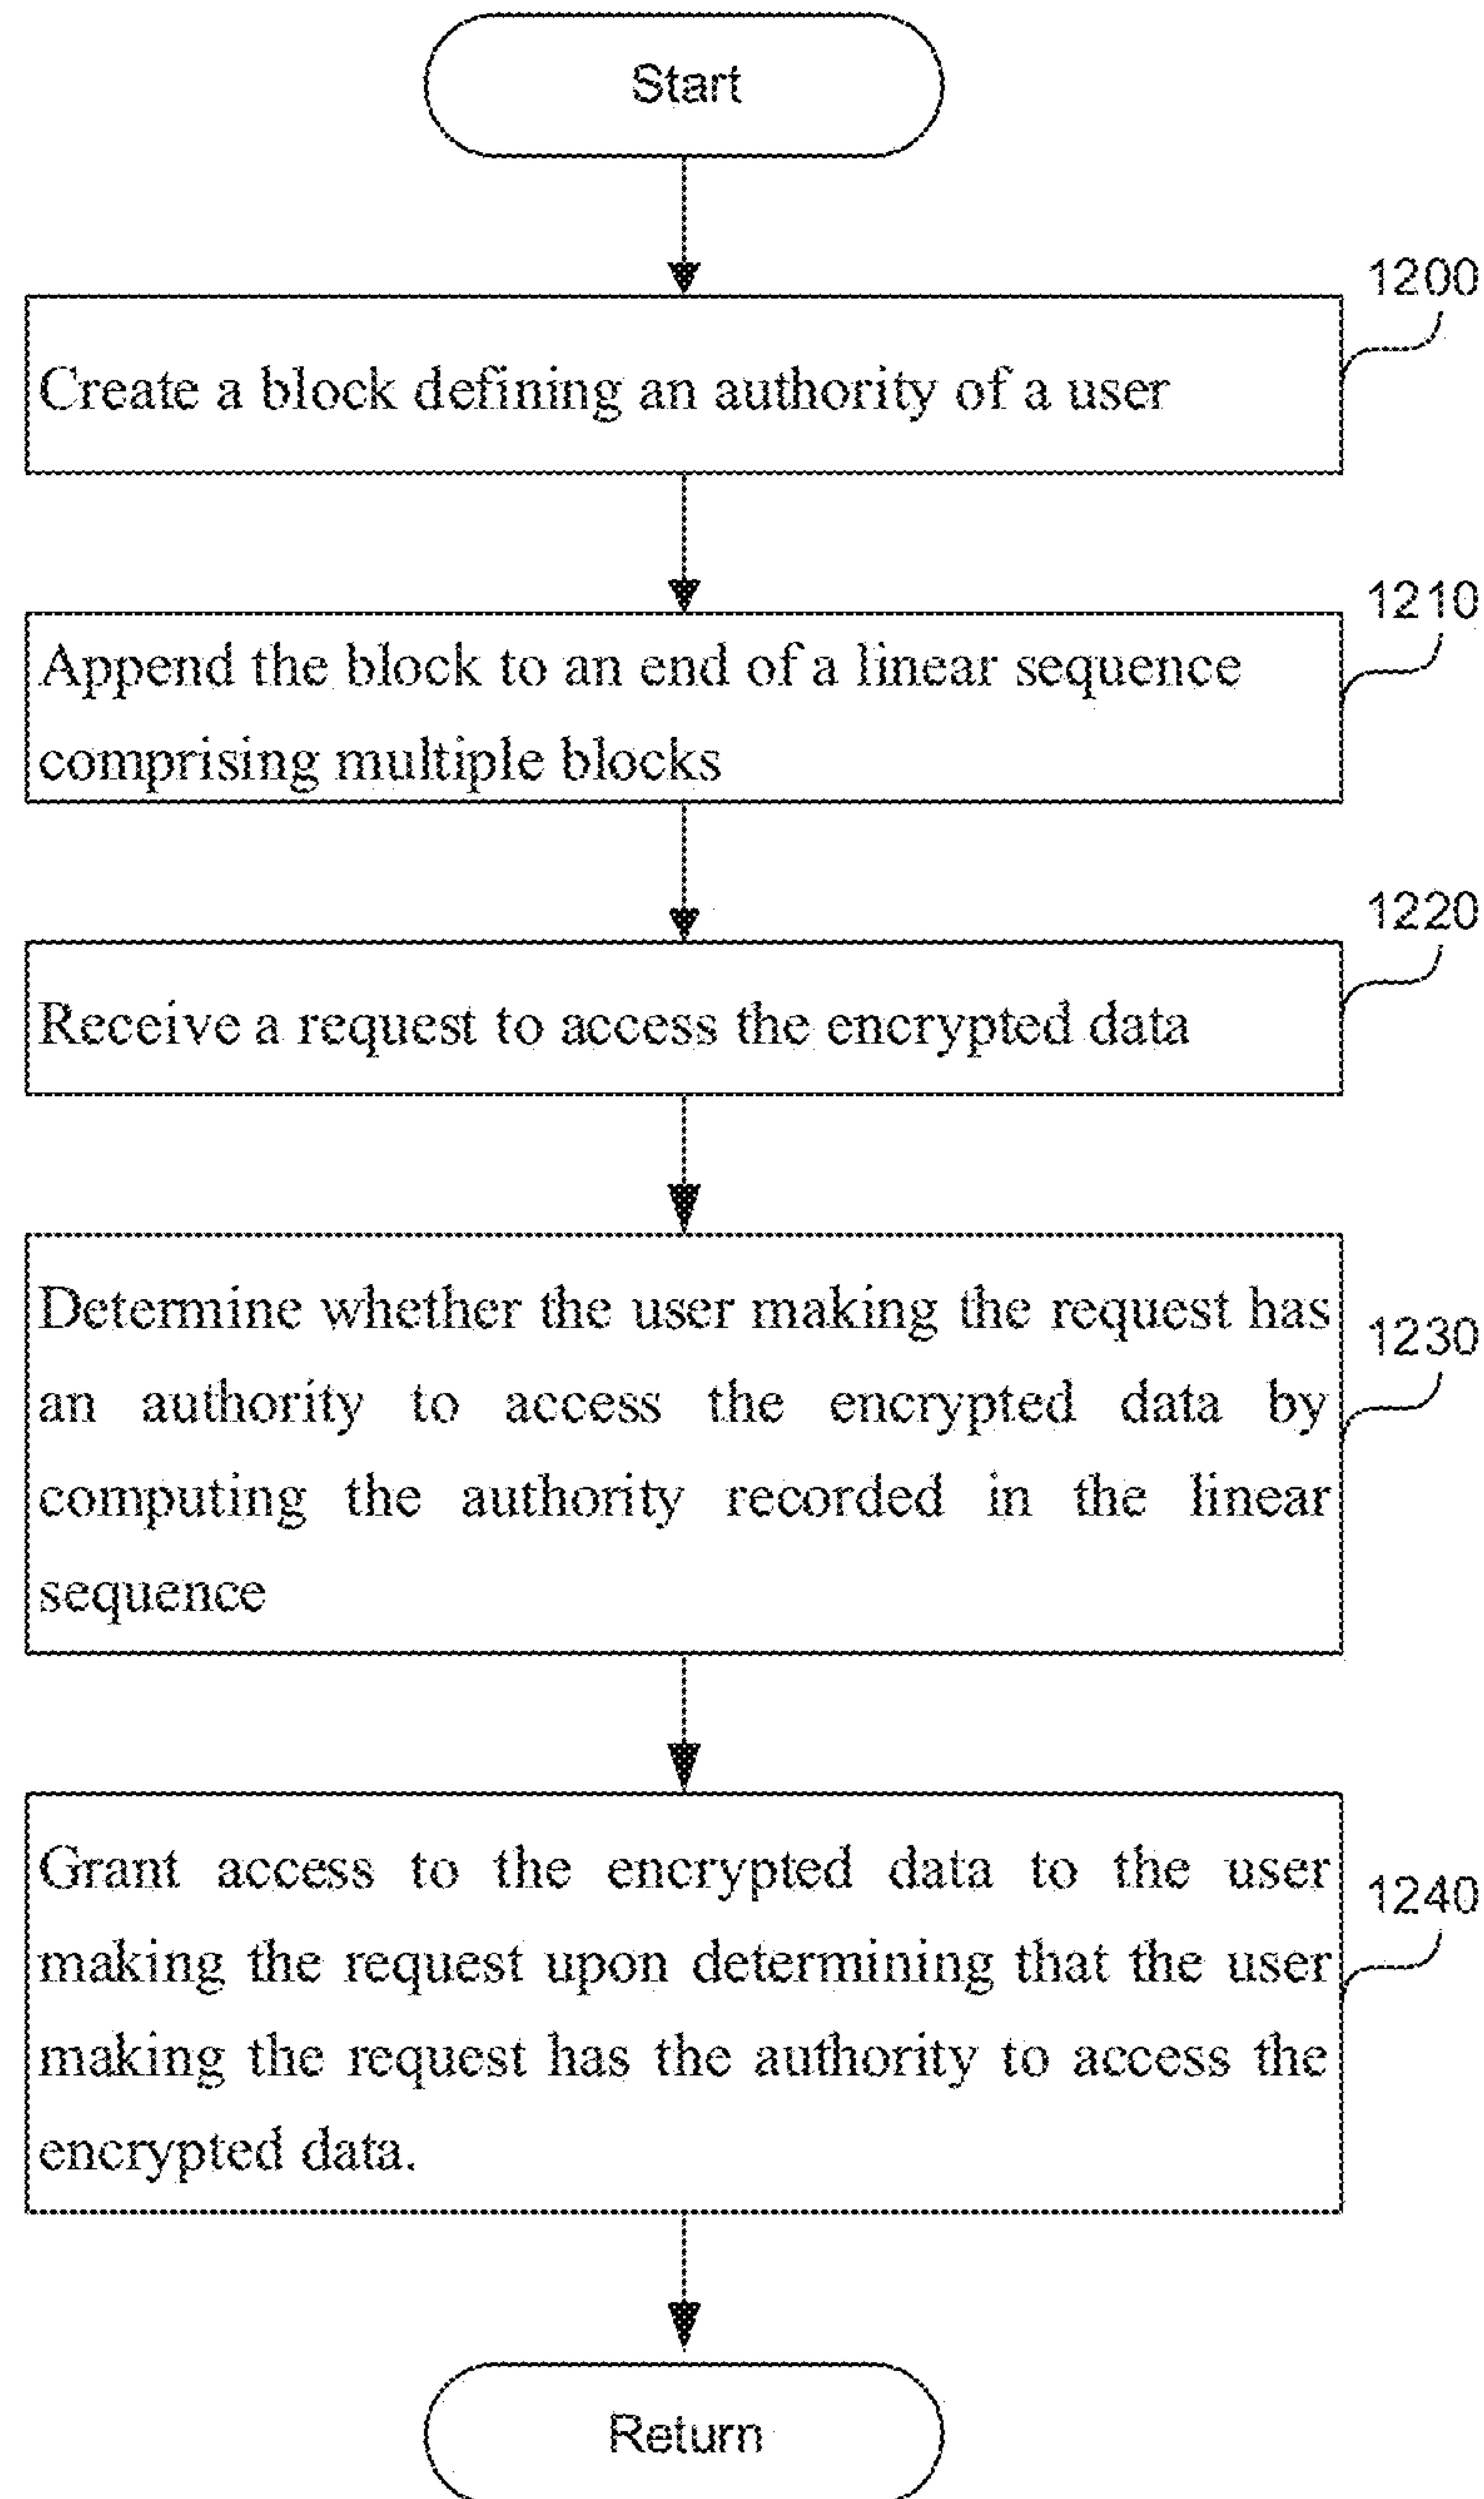 Start
1200
Create a block defining an authority of a user
1210
Append the block to an end of a linear sequence
comprising multiple blocks
1220
Receive a request to access the encrypted data
Determine whether the user making the request has
1230
an authority to access the encrypted data by
computing the authority recorded in the linear
sequence
Grant access to the encrypted data to the user
1240
making the request upon determining that the user
making the request has the authority to access the
encrypted data.
Return